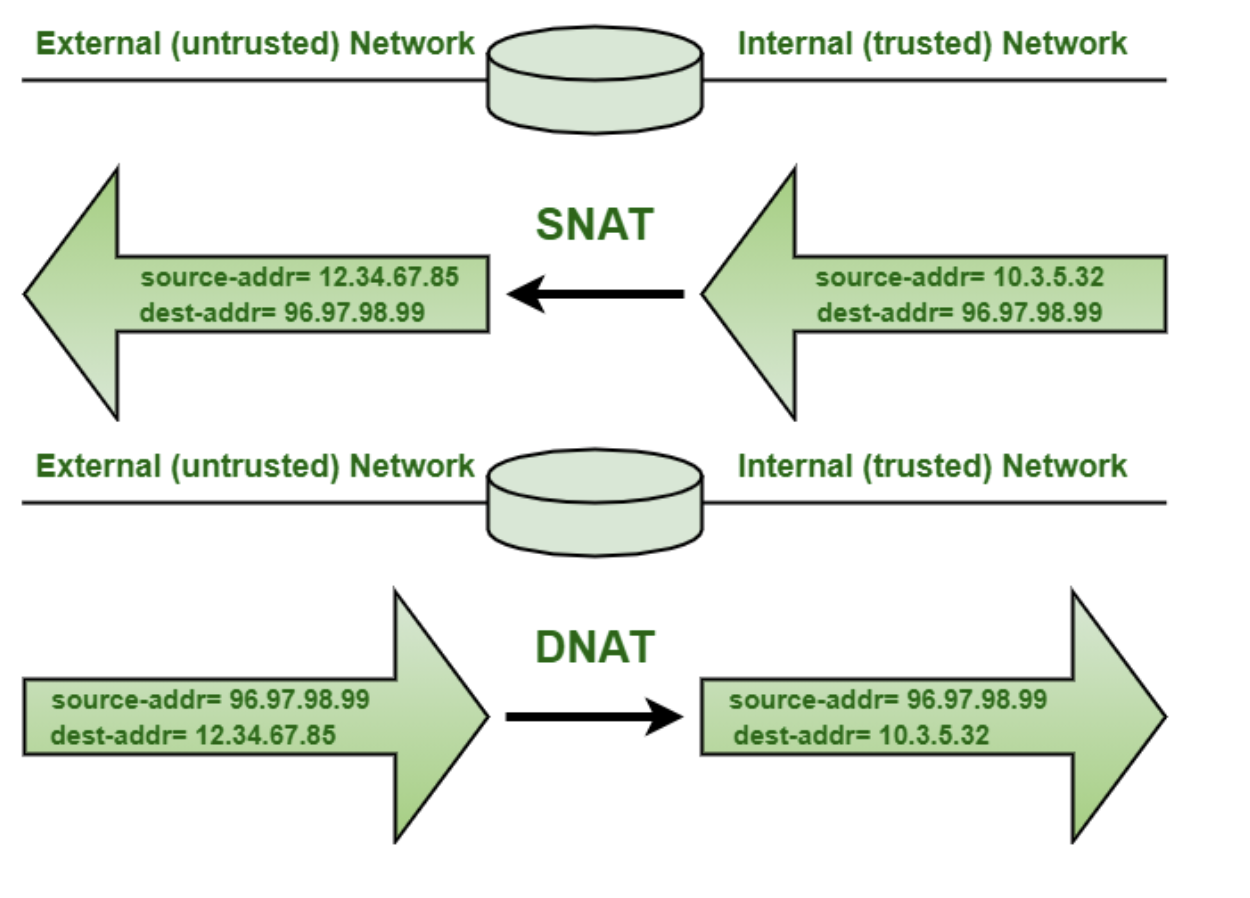 External (untrusted) Network
Internal (trusted) Network
SNAT
source-addr= 12.34.67.85
dest-addr= 96.97.98.99
source-addr= 10.3.5.32
dest-addr= 96.97.98.99
External (untrusted) Network
Internal (trusted) Network
DNAT
source-addr= 96.97.98.99
dest-addr= 12.34.67.85
source-addr= 96.97.98.99
dest-addr= 10.3.5.32